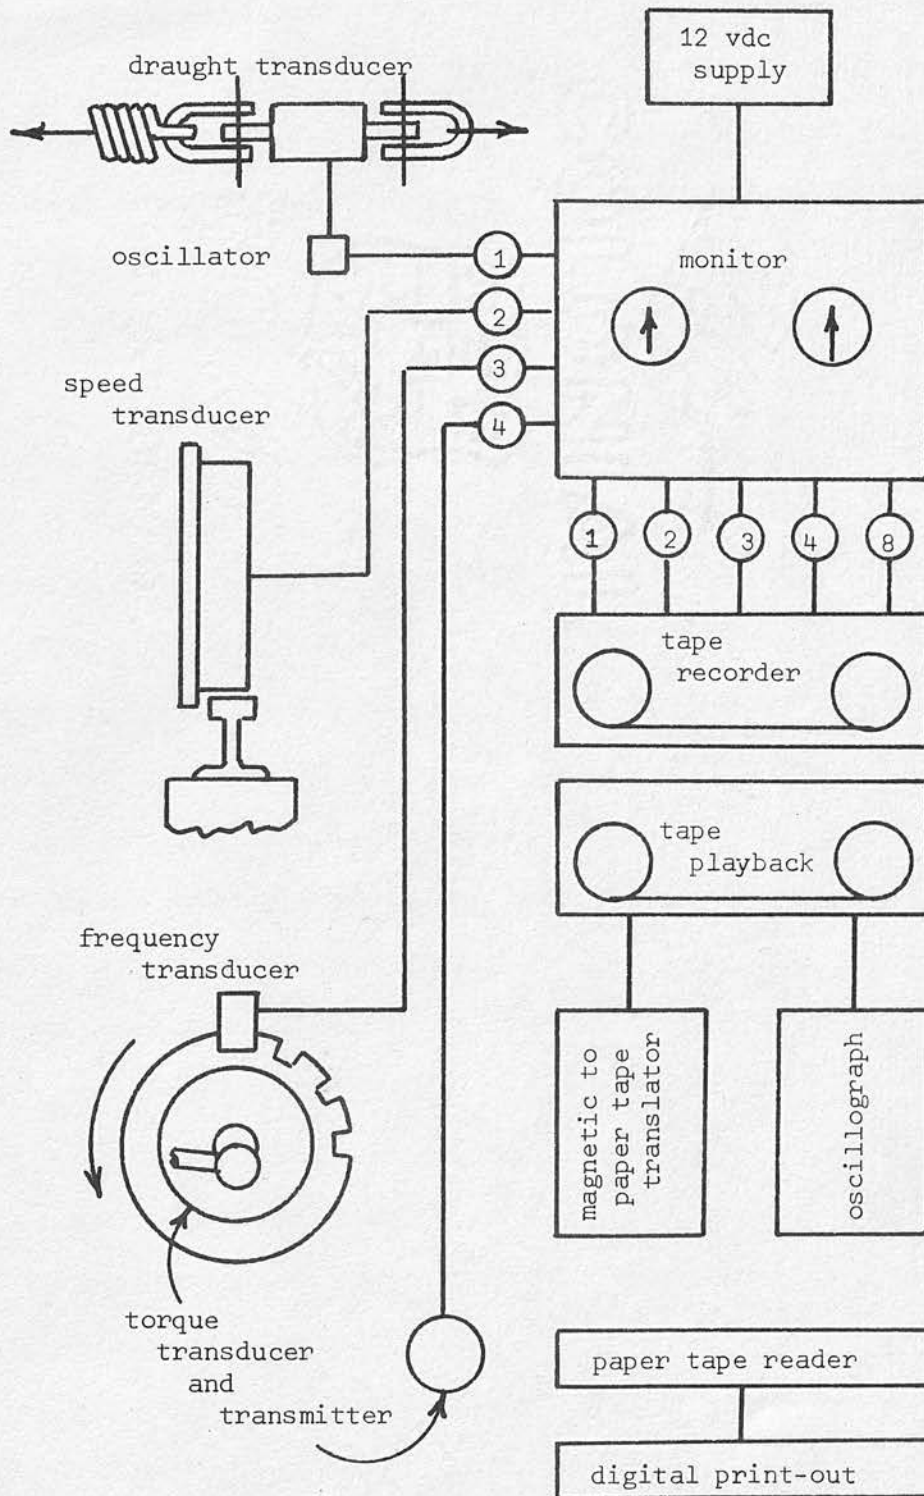 draught transducer
12 vdc
supply
oscillator
1
monitor
2
3
4
speed
transducer
1
2
3
4
8
tape
recorder
tape
playback
frequency
transducer
magnetic to
paper tape
translator
oscillograph
torque
transducer
and
transmitter
paper tape reader
digital print-out